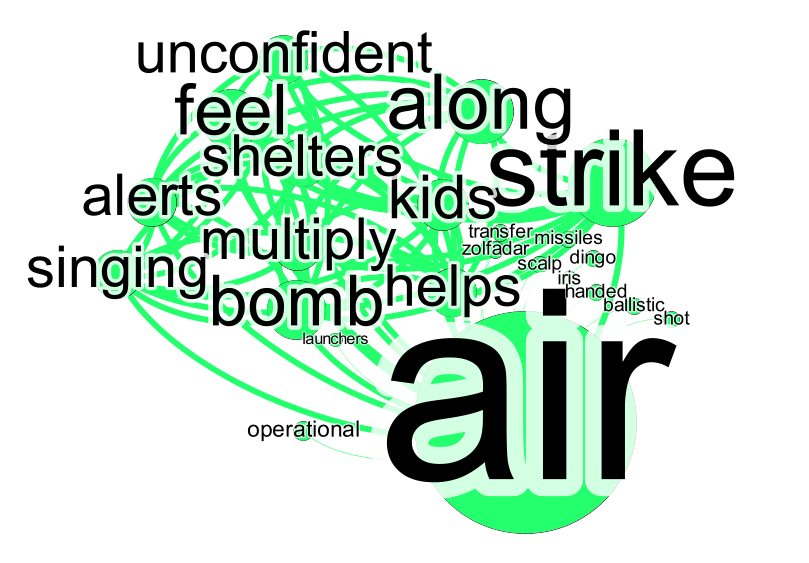 unconfident
feel
along
shelters
strike
alerts
kids
transfer
multiply
zolfadar
missiles
singing
scalp
dingo
bomb
helps
iris
handed
ballistic
shot
launchers
air
operational